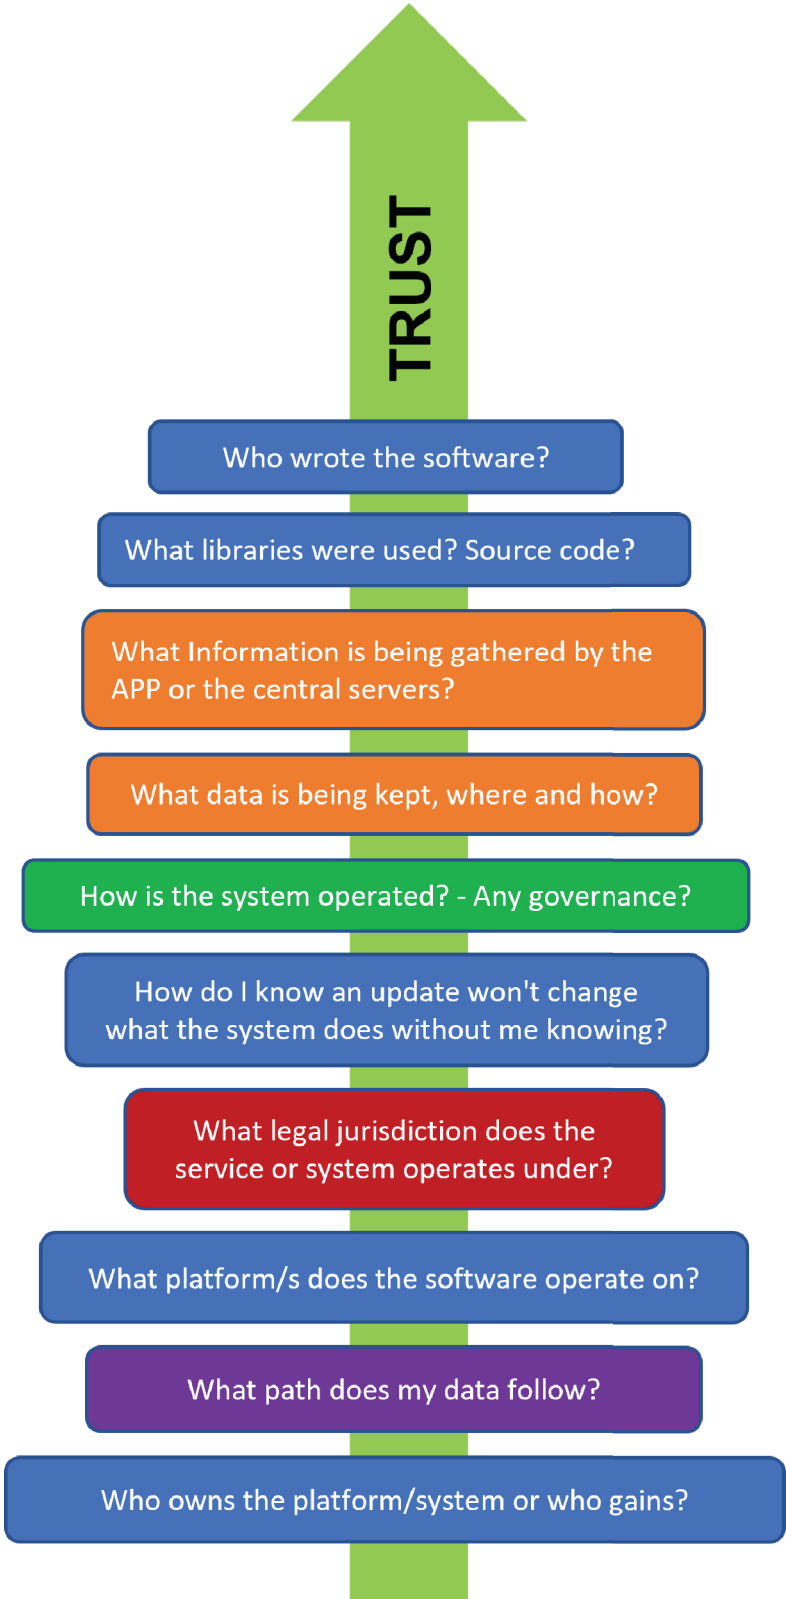 TRUST
Who wrote the software?
What libraries were used? Source code?
What Information is being gathered by the
APP or the central servers?
What data is being kept, where and how?
How is the system operated? - Any governance?
How do I know an update won't change
what the system does without me knowing?
What legal jurisdiction does the
service or system operates under?
What platform/s does the software operate on?
What path does my data follow?
Who owns the platform/system or who gains?